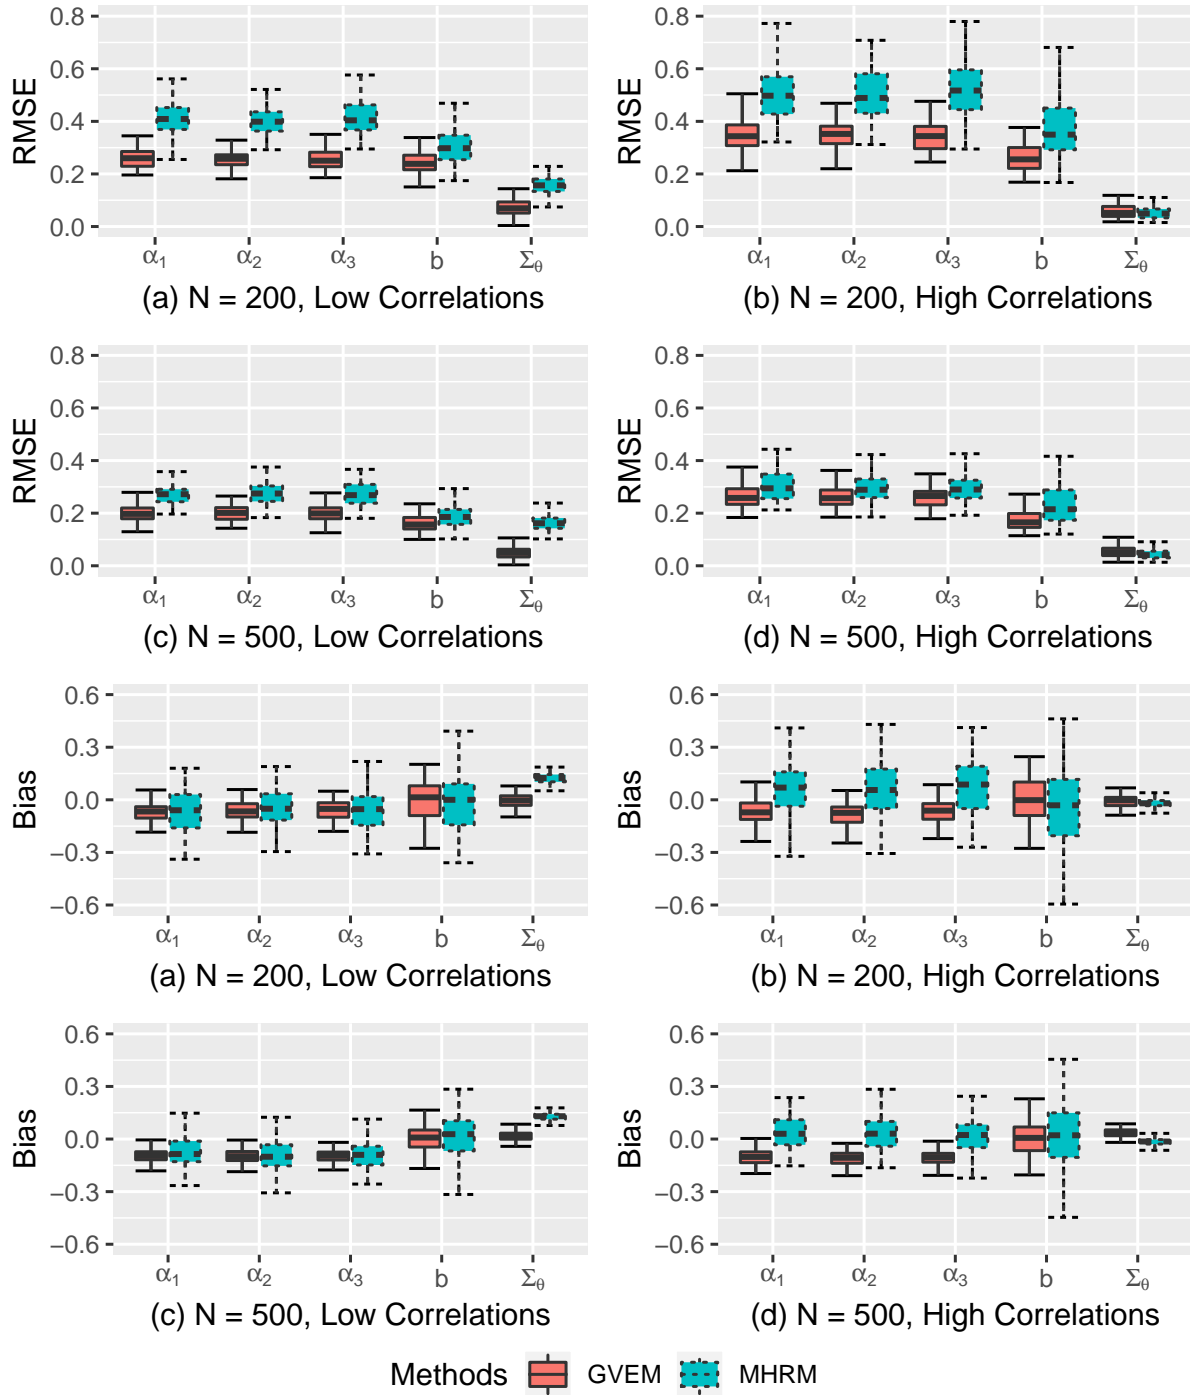 RMSE
0.8
0.6
0.4
0.2
0.0
α1 α2 α3 b Σθ
(a) N = 200, Low Correlations
RMSE
0.8
0.6
0.4
0.2
0.0
α1 α2 α3 b Σθ
(b) N = 200, High Correlations
RMSE
0.8
0.6
0.4
0.2
0.0
α1 α2 α3 b Σθ
(c) N = 500, Low Correlations
RMSE
0.8
0.6
0.4
0.2
0.0
α1 α2 α3 b Σθ
(d) N = 500, High Correlations
Bias
0.6
0.3
0.0
−0.3
−0.6
α1 α2 α3 b Σθ
(a) N = 200, Low Correlations
Bias
0.6
0.3
0.0
−0.3
−0.6
α1 α2 α3 b Σθ
(b) N = 200, High Correlations
Bias
0.6
0.3
0.0
−0.3
−0.6
α1 α2 α3 b Σθ
(c) N = 500, Low Correlations
Bias
0.6
0.3
0.0
−0.3
−0.6
α1 α2 α3 b Σθ
(d) N = 500, High Correlations
Methods GVEM MHRM